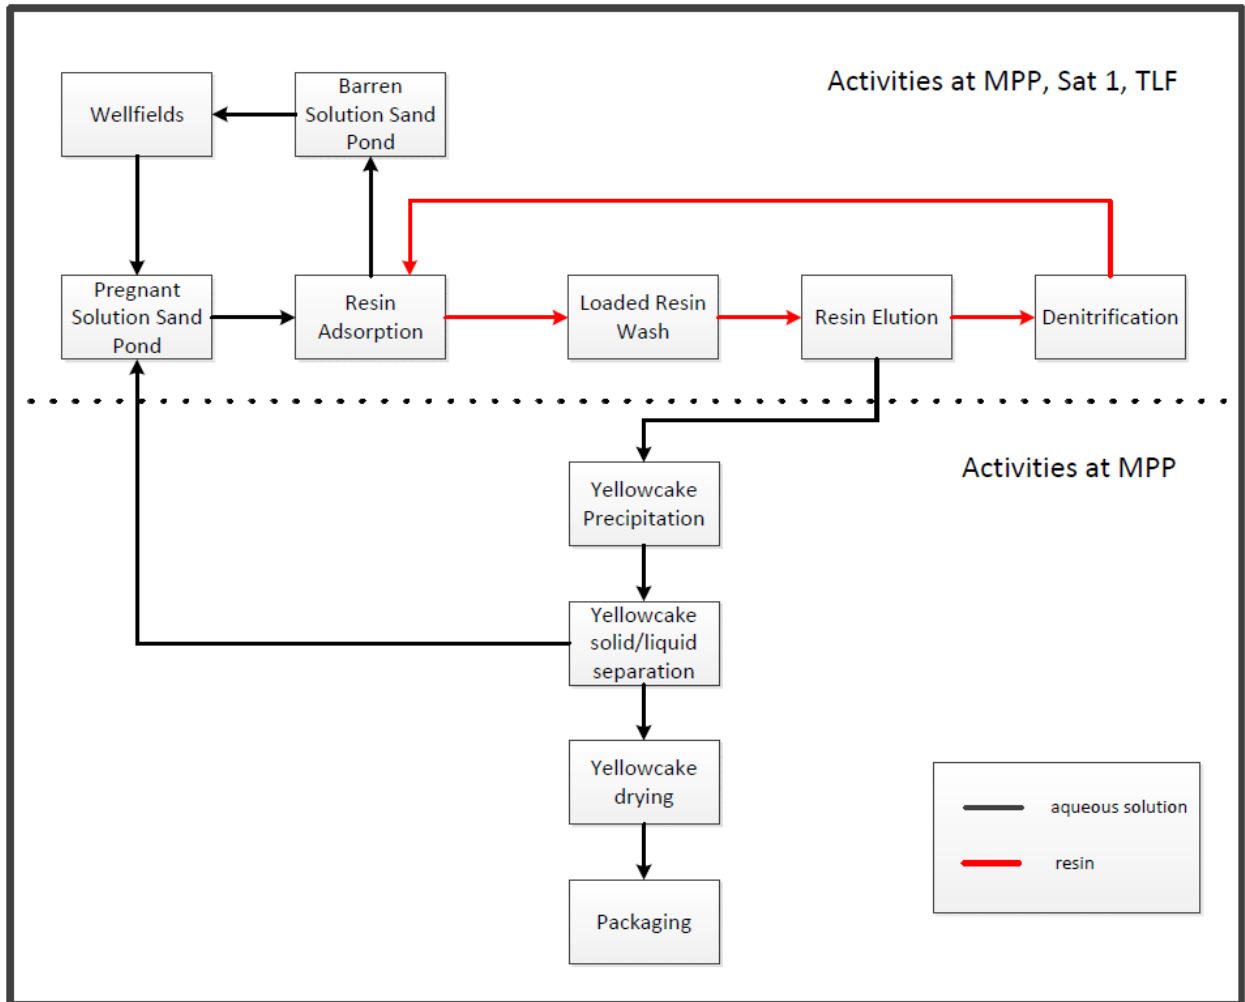 Activities at MPP, Sat 1, TLF
Wellfields
Barren
Solution Sand
Pond
Pregnant
Solution Sand
Pond
Resin
Adsorption
Loaded Resin
Wash
Resin Elution
Denitrification
Activities at MPP
Yellowcake
Precipitation
Yellowcake
solid/liquid
separation
Yellowcake
drying
Packaging
aqueous solution
resin